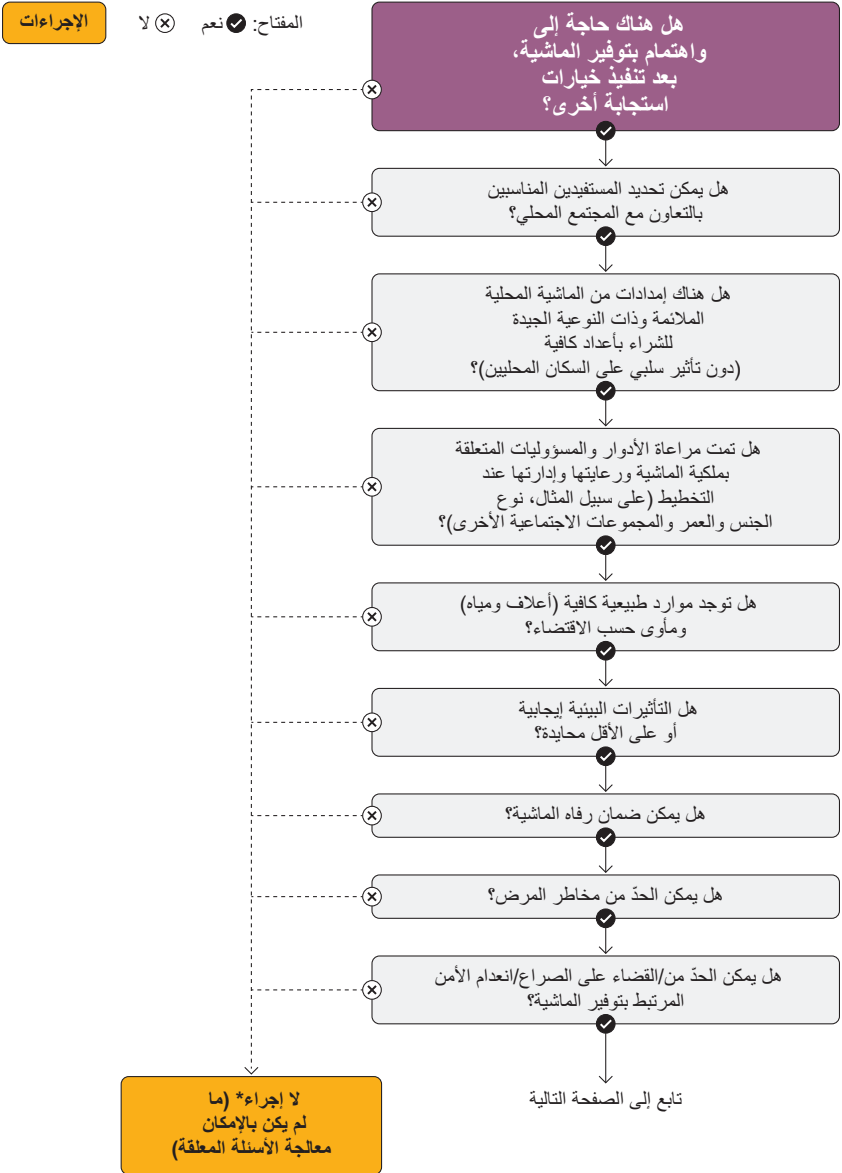 هل هناك حاجة إلى
واهتمام بتوفير الماشية،
بعد تنفيذ خيارات
استجابة أخرى؟
المفتاح: نعم لا
الإجراءات
هل يمكن تحديد المستفيدين المناسبين
بالتعاون مع المجتمع المحلي؟
هل هناك إمدادات من الماشية المحلية
الملائمة وذات النوعية الجيدة
للشراء بأعداد كافية
(دون تأثير سلبي على السكان المحليين)؟
هل تمت مراعاة الأدوار والمسؤوليات المتعلقة
بملكية الماشية ورعايتها وإدارتها عند
التخطيط (على سبيل المثال، نوع
الجنس والعمر والمجموعات الاجتماعية الأخرى)؟
هل توجد موارد طبيعية كافية (أعلاف ومياه)
ومأوى حسب الاقتضاء؟
هل التأثيرات البيئية إيجابية
أو على الأقل محايدة؟
هل يمكن ضمان رفاه الماشية؟
هل يمكن الحدّ من مخاطر المرض؟
هل يمكن الحدّ من/القضاء على الصراع/انعدام الأمن
المرتبط بتوفير الماشية؟
تابع إلى الصفحة التالية
لا إجراء* (ما
لم يكن بالإمكان
معالجة الأسئلة المعلقة)